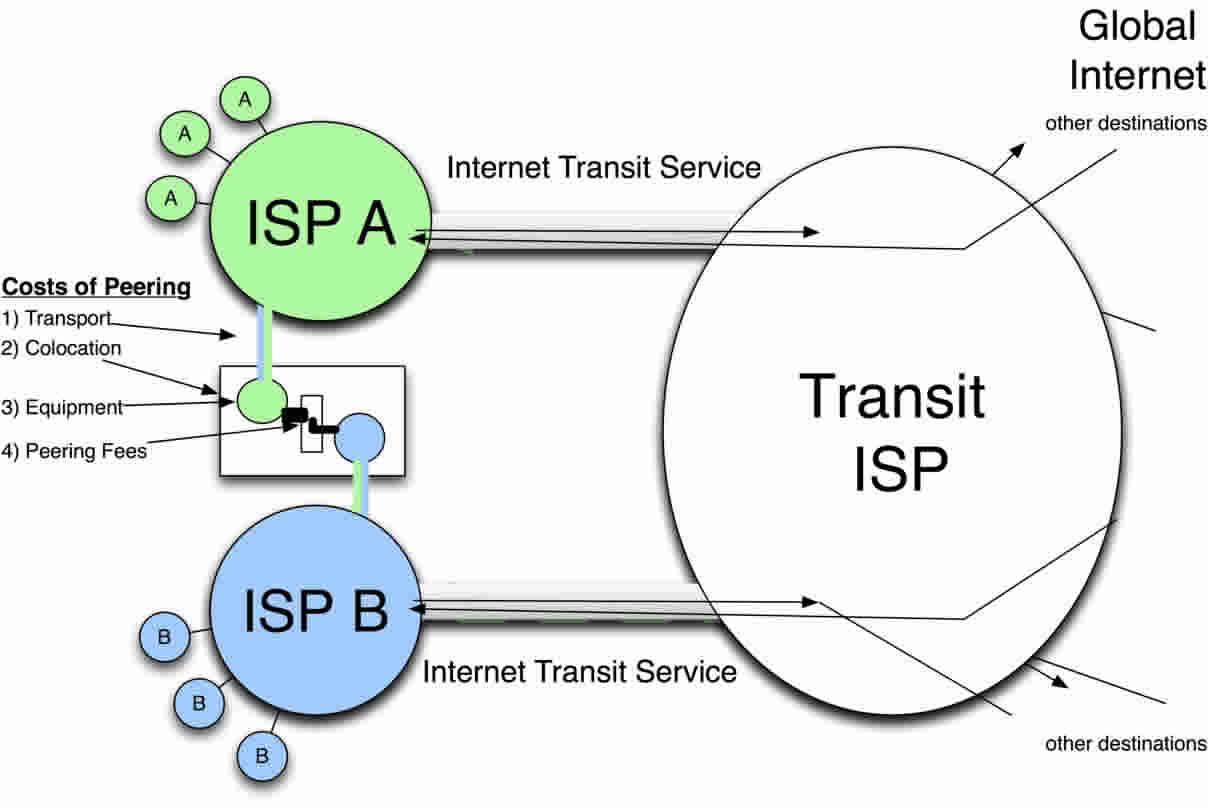 Global
Internet
other destinations
A
A
A
Internet Transit Service
ISP A
Costs of Peering
1) Transport
2) Colocation
3) Equipment
4) Peering Fees
Transit
ISP
ISP B
B
B
B
Internet Transit Service
other destinations